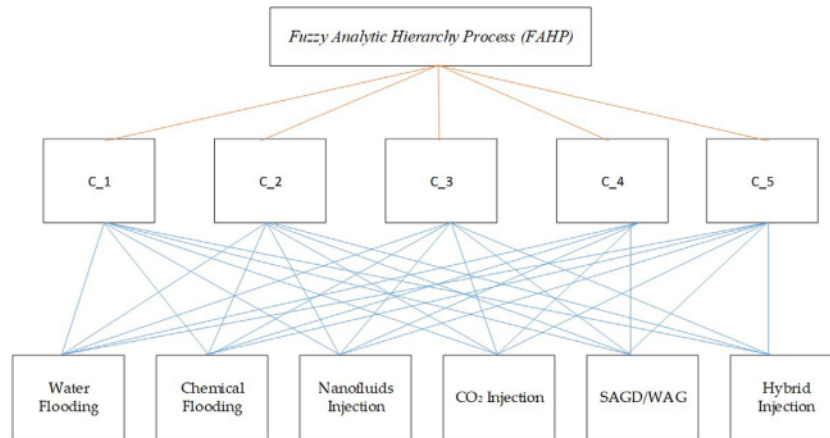 Fuzzy Analytic Hierarchy Process (FAHP)
C_1
C_2
C_3
C_4
C_5
Water
Flooding
Chemical
Flooding
Nanofluids
Injection
CO₂ Injection
SAGD/WAG
Hybrid
Injection